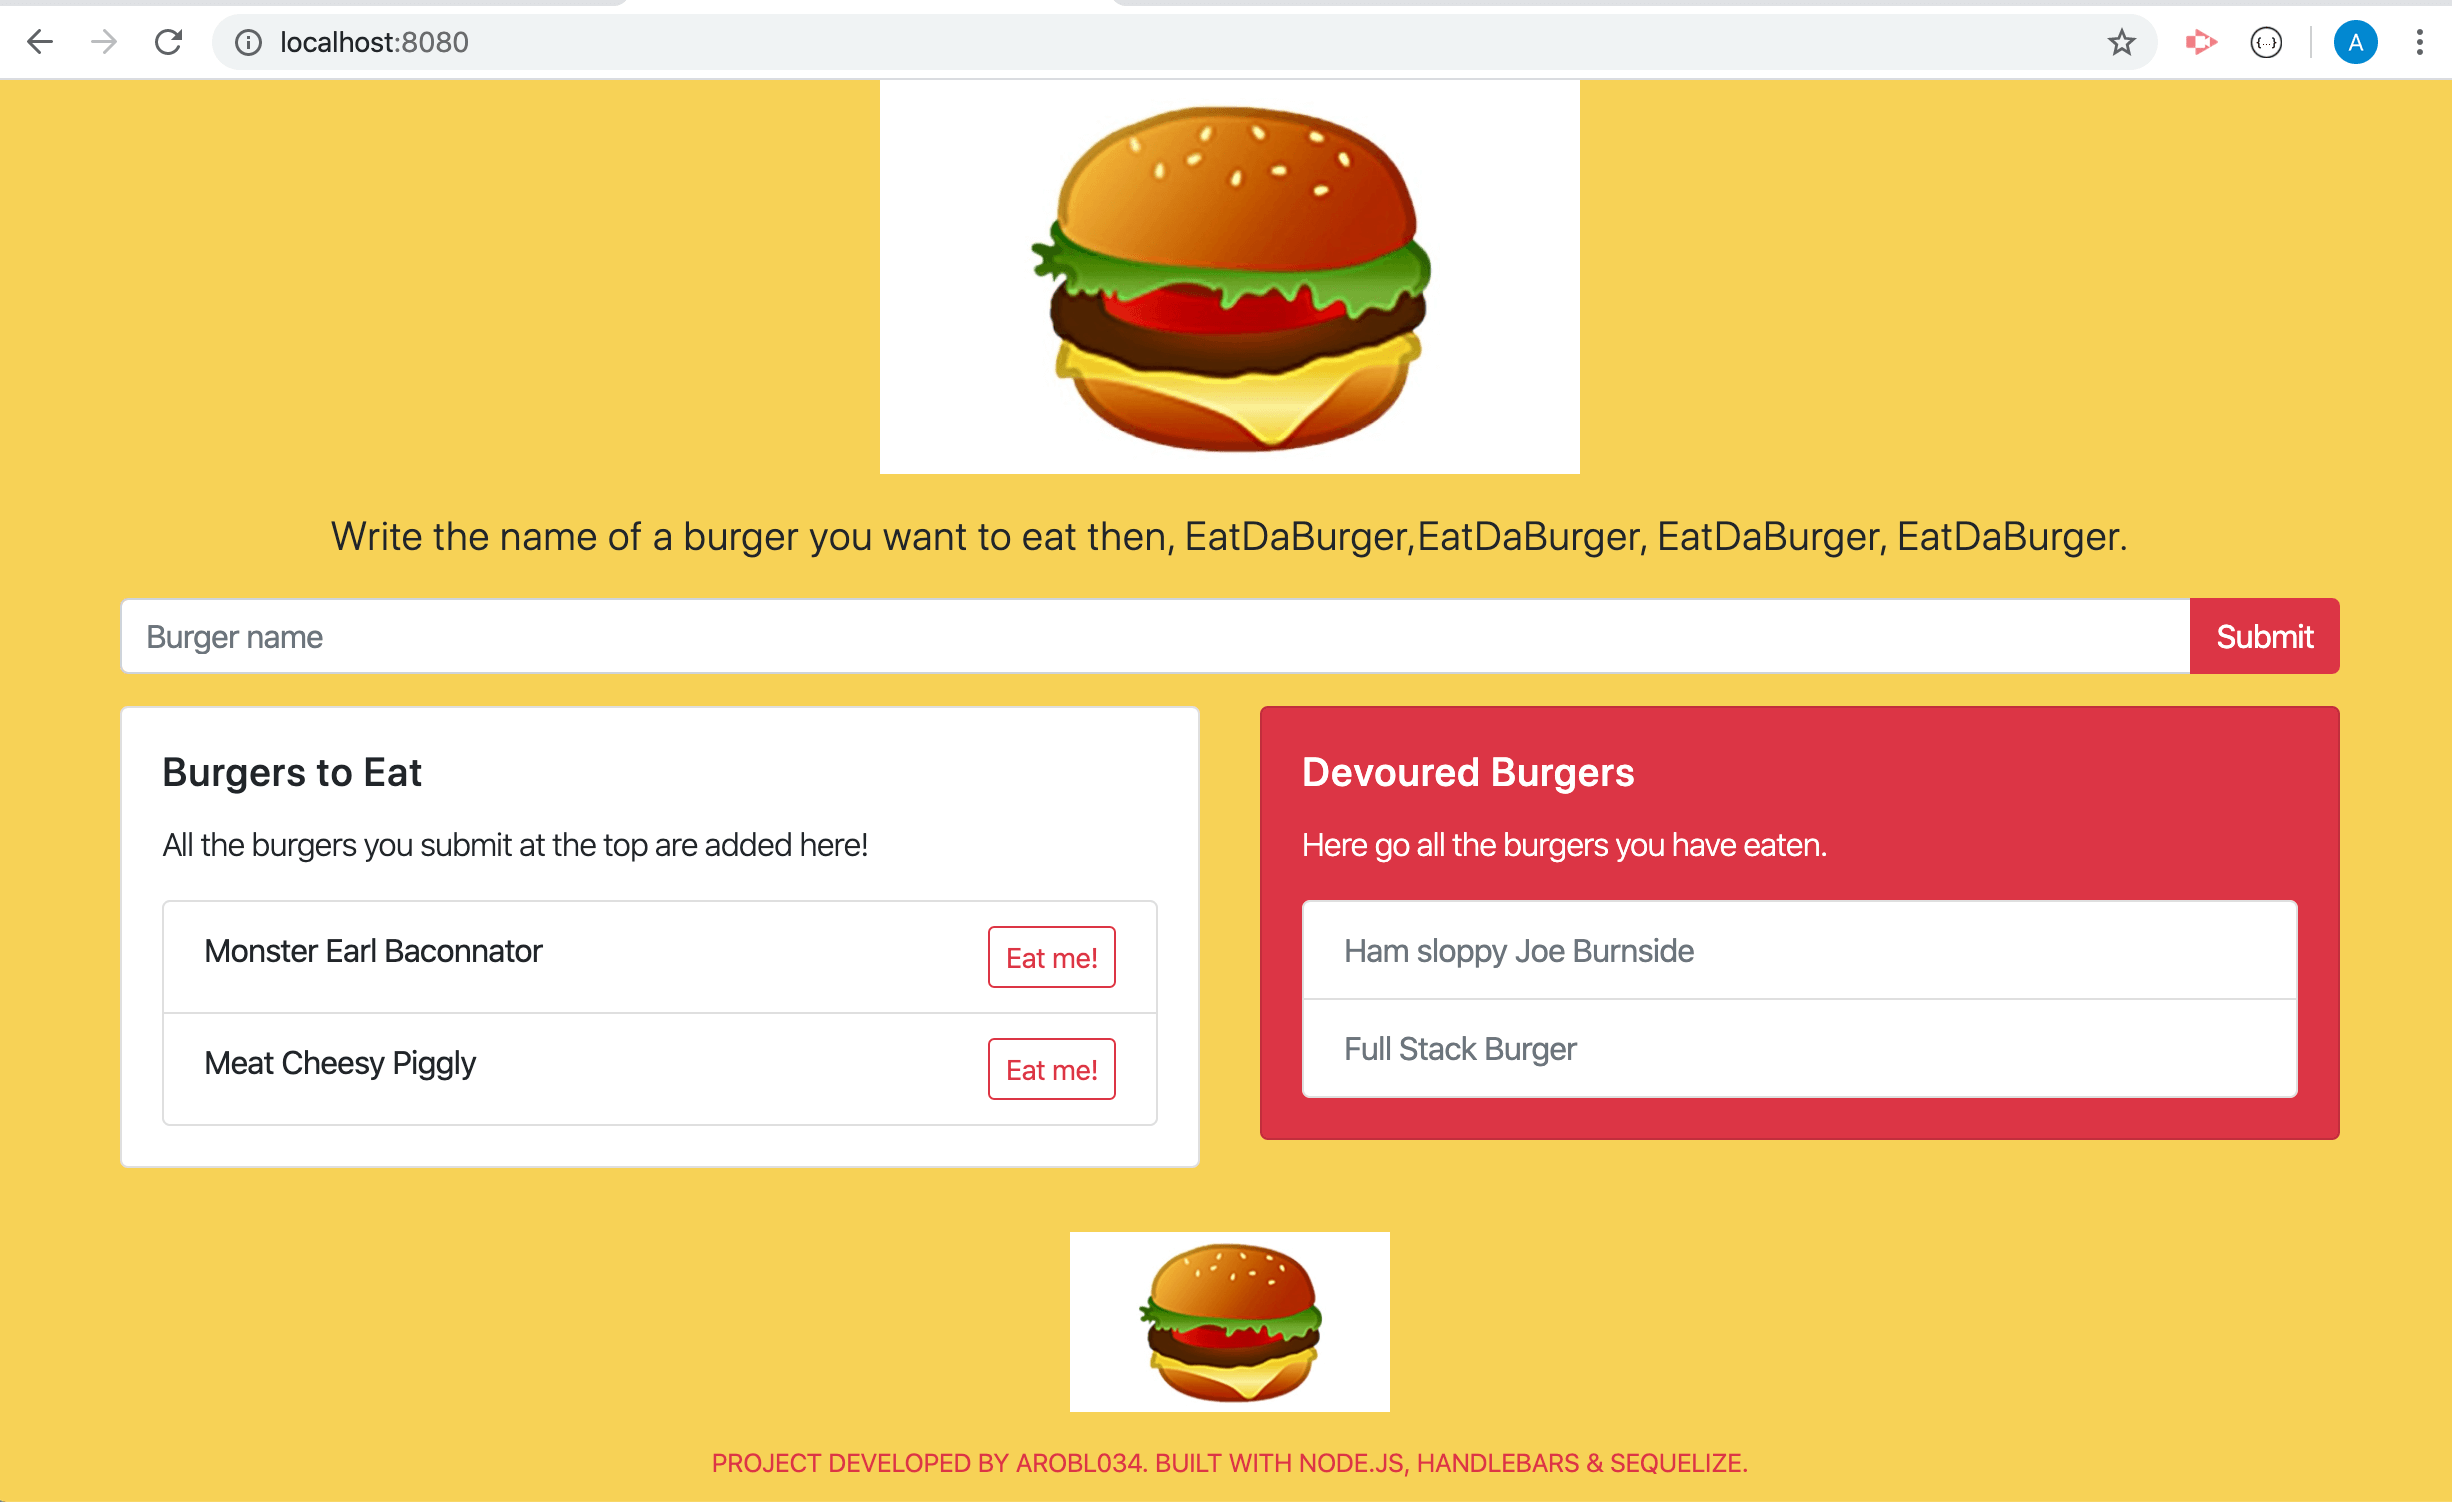 localhost:8080
{...}
A
Write the name of a burger you want to eat then, EatDaBurger,EatDaBurger, EatDaBurger, EatDaBurger.
Burger name
Submit
Burgers to Eat
All the burgers you submit at the top are added here!
Monster Earl Baconnator
Eat me!
Meat Cheesy Piggly
Eat me!
Devoured Burgers
Here go all the burgers you have eaten.
Ham sloppy Joe Burnside
Full Stack Burger
PROJECT DEVELOPED BY AROBL034. BUILT WITH NODE.JS, HANDLEBARS & SEQUELIZE.